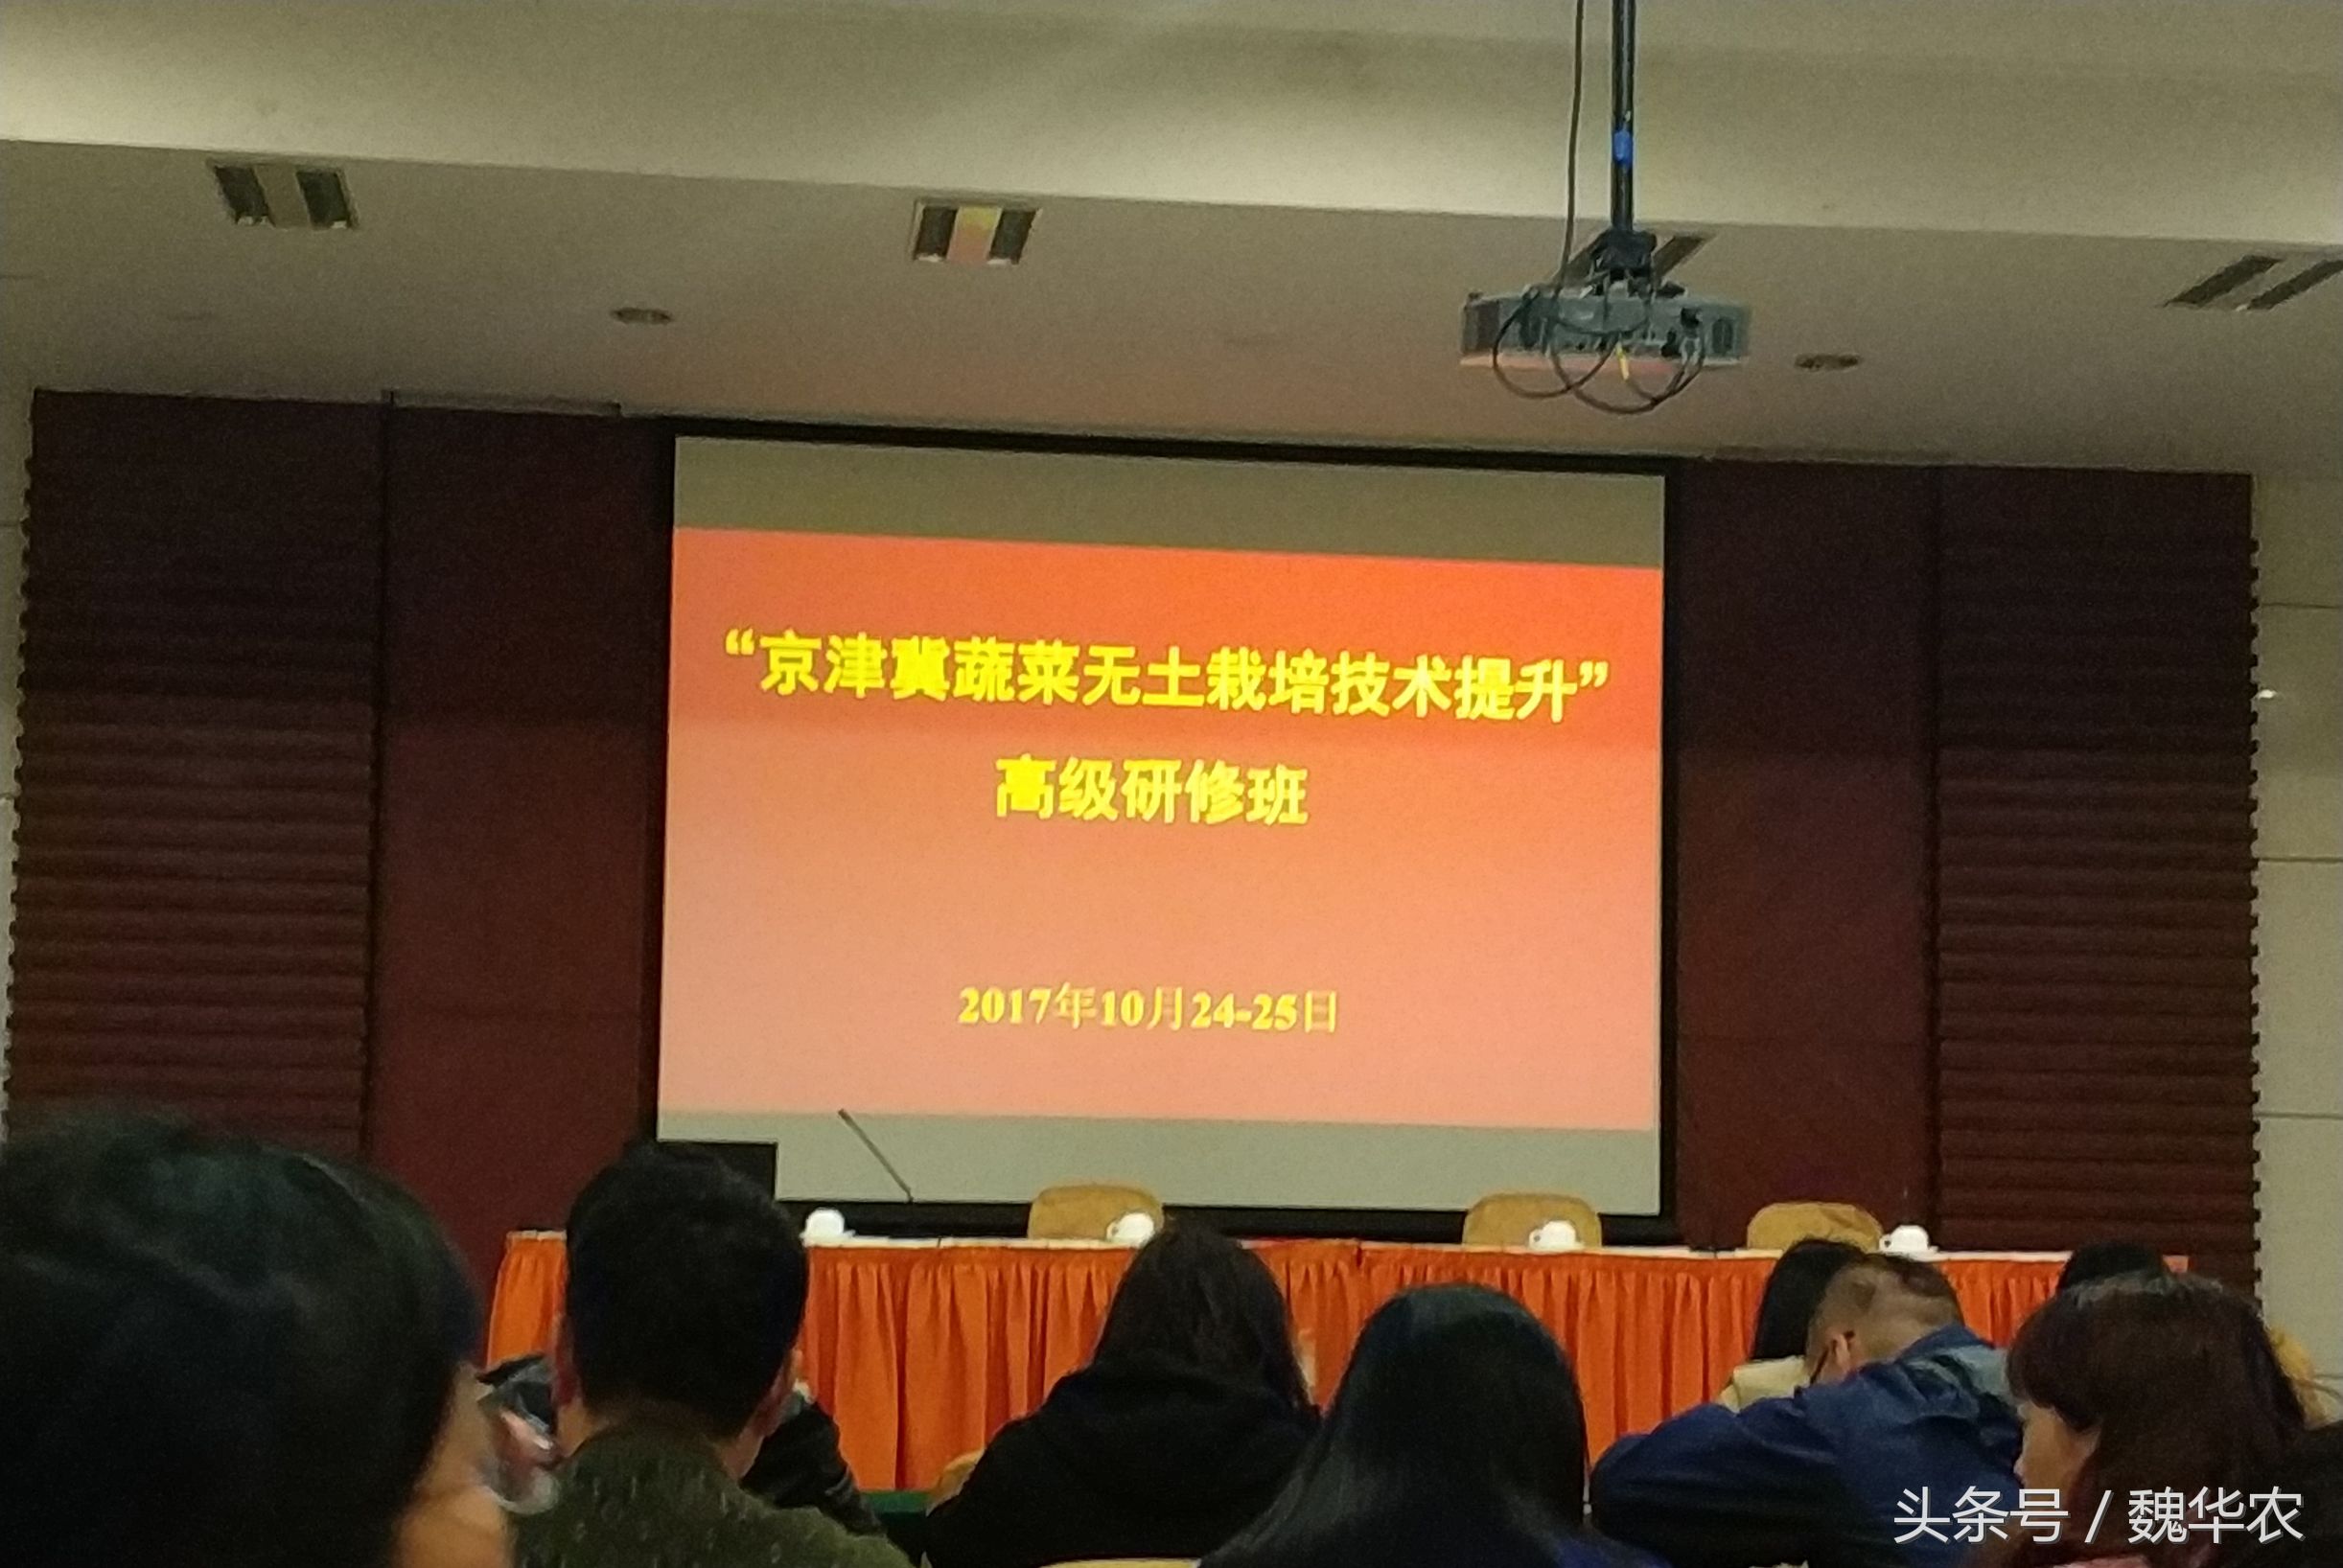 “京津冀蔬菜无土栽培技术提升”
高级研修班
2017年10月24-25日
头条号 / 魏华农